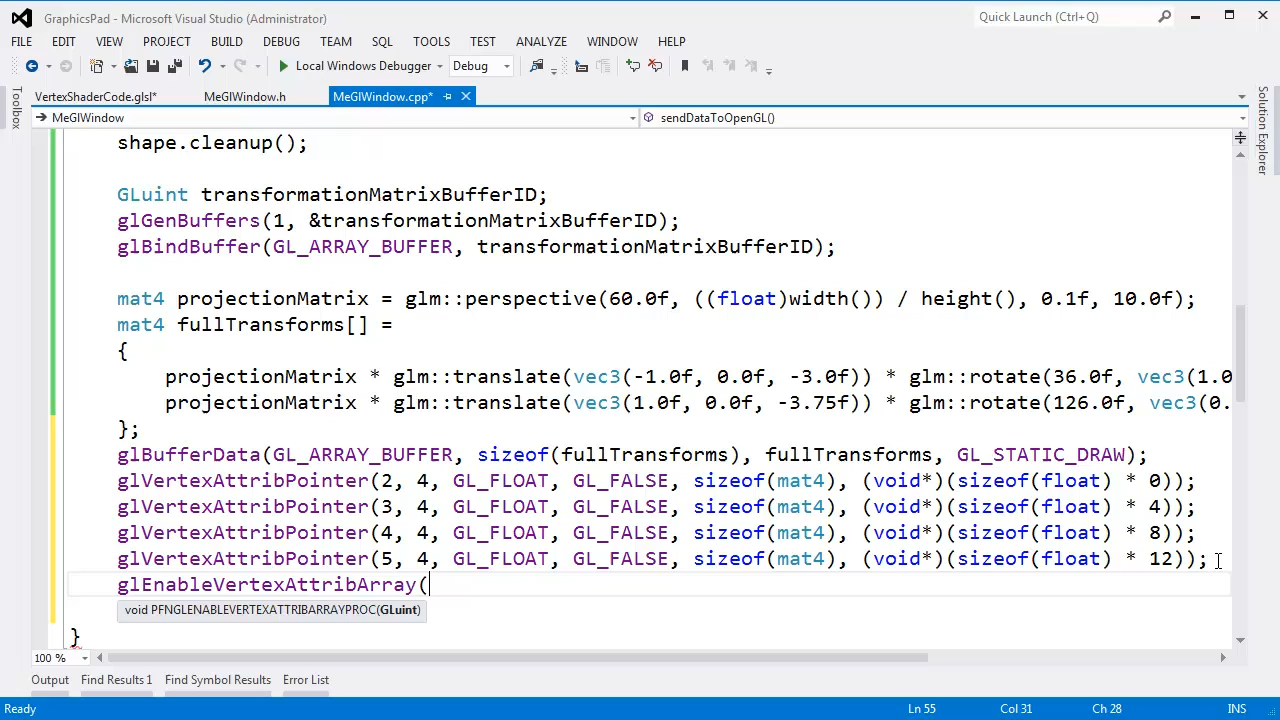 GraphicsPad - Microsoft Visual Studio (Administrator)
Quick Launch (Ctrl+Q)
FILE EDIT VIEW PROJECT BUILD DEBUG TEAM SQL TOOLS TEST ANALYZE WINDOW HELP
Local Windows Debugger Debug
Toolbox
VertexShaderCode.glsl* MeGlWindow.h MeGlWindow.cpp*
Solution Explorer
MeGlWindow sendDataToOpenGL()
shape.cleanup();
GLuint transformationMatrixBufferID;
glGenBuffers(1, &transformationMatrixBufferID);
glBindBuffer(GL_ARRAY_BUFFER, transformationMatrixBufferID);
mat4 projectionMatrix = glm::perspective(60.0f, ((float)width()) / height(), 0.1f, 10.0f);
mat4 fullTransforms[] =
{
projectionMatrix * glm::translate(vec3(-1.0f, 0.0f, -3.0f)) * glm::rotate(36.0f, vec3(1.0
projectionMatrix * glm::translate(vec3(1.0f, 0.0f, -3.75f)) * glm::rotate(126.0f, vec3(0.
};
glBufferData(GL_ARRAY_BUFFER, sizeof(fullTransforms), fullTransforms, GL_STATIC_DRAW);
glVertexAttribPointer(2, 4, GL_FLOAT, GL_FALSE, sizeof(mat4), (void*)(sizeof(float) * 0));
glVertexAttribPointer(3, 4, GL_FLOAT, GL_FALSE, sizeof(mat4), (void*)(sizeof(float) * 4));
glVertexAttribPointer(4, 4, GL_FLOAT, GL_FALSE, sizeof(mat4), (void*)(sizeof(float) * 8));
glVertexAttribPointer(5, 4, GL_FLOAT, GL_FALSE, sizeof(mat4), (void*)(sizeof(float) * 12));
glEnableVertexAttribArray(
void PFNGLENABLEVERTEXATTRIBARRAYPROC(GLuint)
}
100 %
Output Find Results 1 Find Symbol Results Error List
Ready Ln 55 Col 31 Ch 28 INS